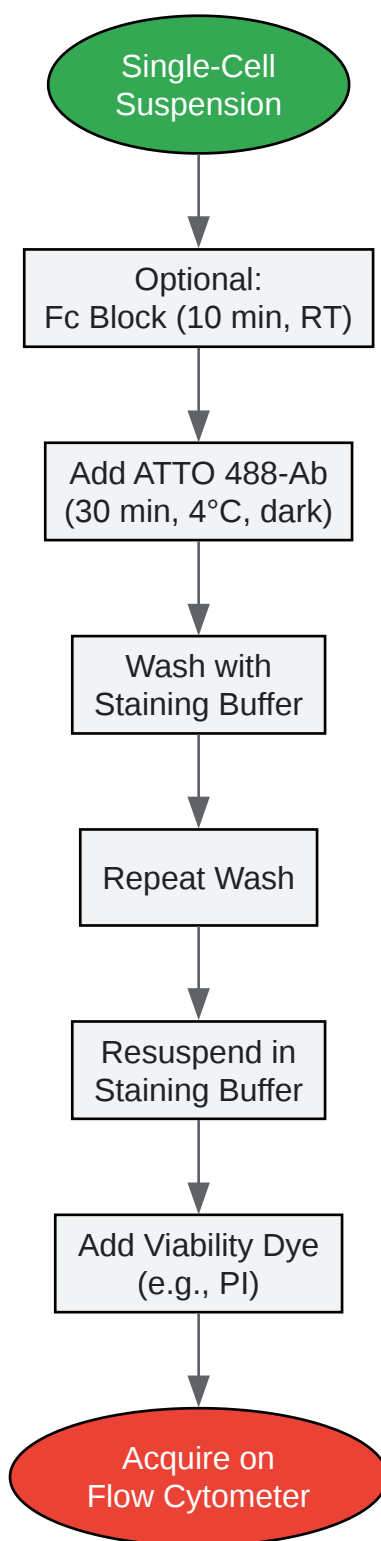 Single-Cell
Suspension
Optional:
Fc Block (10 min, RT)
Add ATTO 488-Ab
(30 min, 4°C, dark)
Wash with
Staining Buffer
Repeat Wash
Resuspend in
Staining Buffer
Add Viability Dye
(e.g., PI)
Acquire on
Flow Cytometer